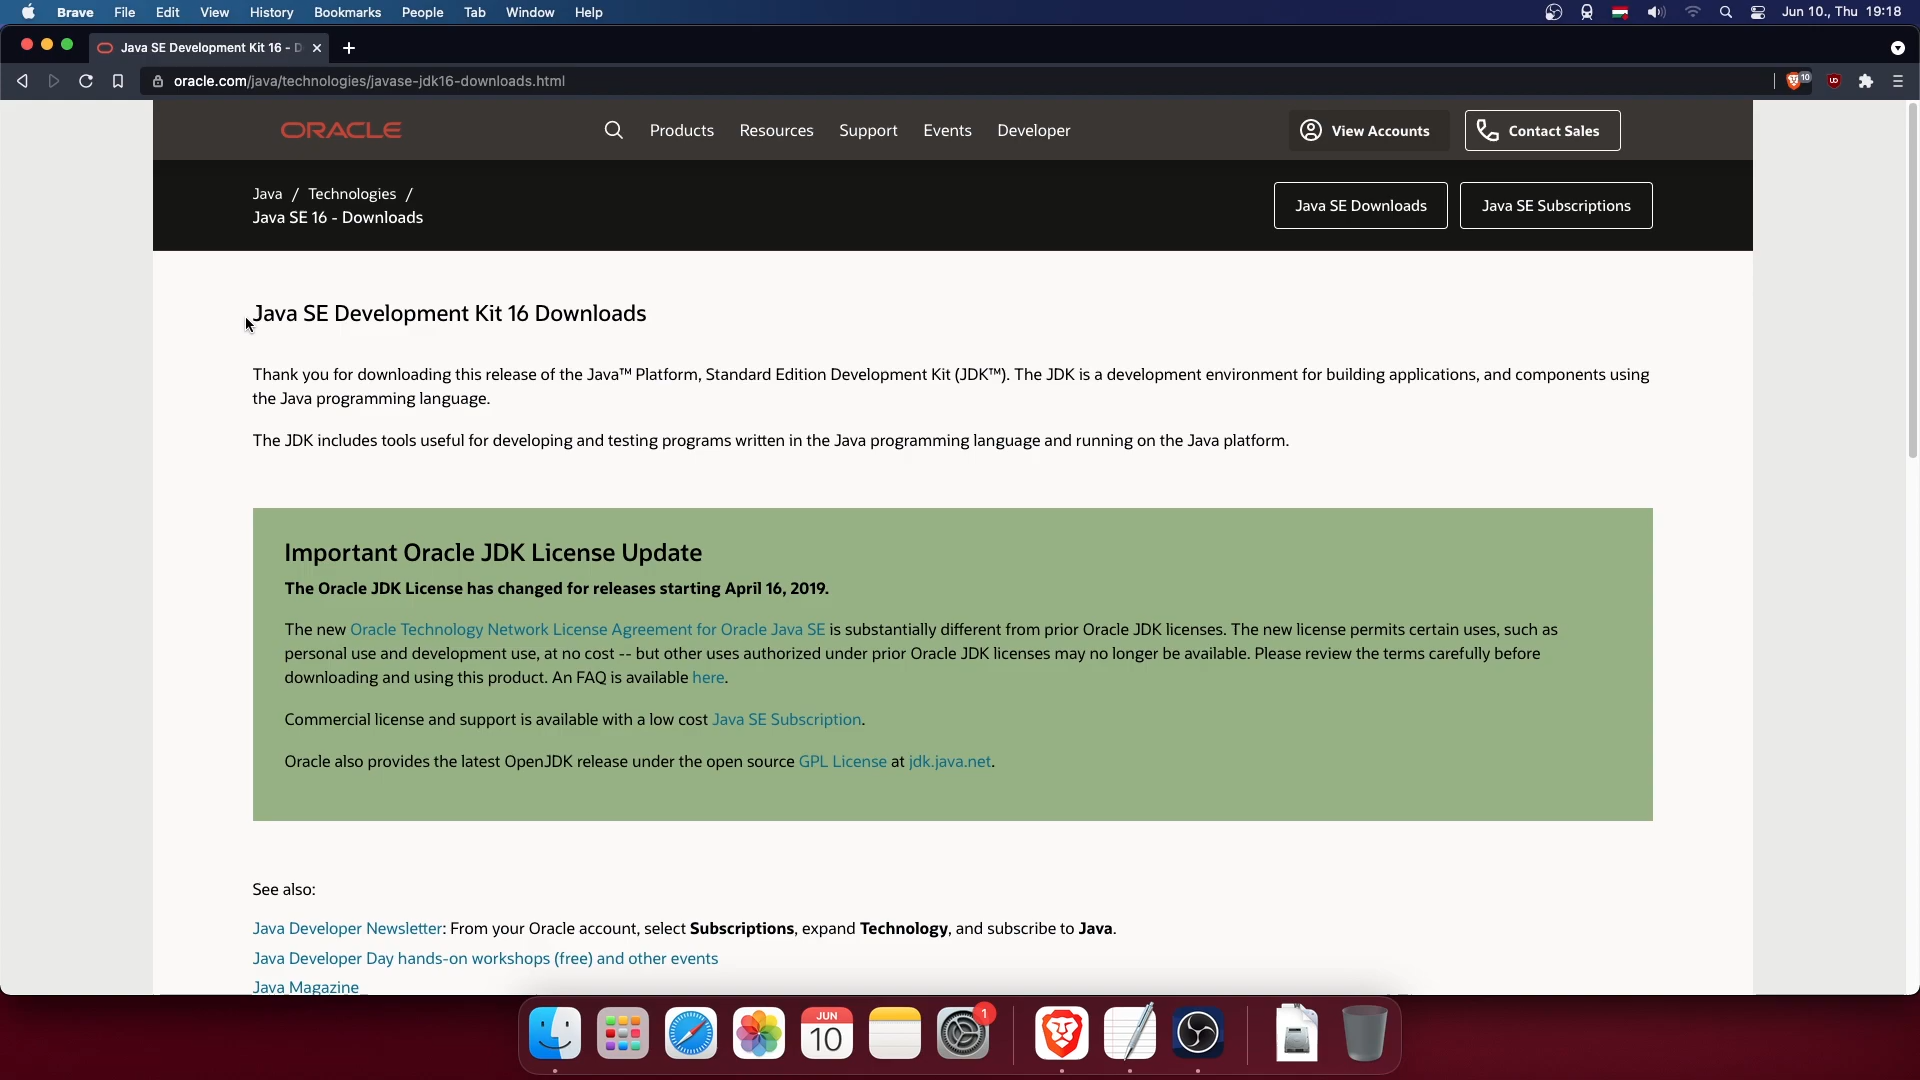 Brave File Edit View History Bookmarks People Tab Window Help Jun 10., Thu 19:18
Java SE Development Kit 16 - D
oracle.com/java/technologies/javase-jdk16-downloads.html 10 UO
ORACLE Products Resources Support Events Developer View Accounts Contact Sales
Java / Technologies /
Java SE 16 - Downloads
Java SE Downloads Java SE Subscriptions
Java SE Development Kit 16 Downloads
Thank you for downloading this release of the Java™ Platform, Standard Edition Development Kit (JDK™). The JDK is a development environment for building applications, and components using
the Java programming language.
The JDK includes tools useful for developing and testing programs written in the Java programming language and running on the Java platform.
Important Oracle JDK License Update
The Oracle JDK License has changed for releases starting April 16, 2019.
The new Oracle Technology Network License Agreement for Oracle Java SE is substantially different from prior Oracle JDK licenses. The new license permits certain uses, such as
personal use and development use, at no cost -- but other uses authorized under prior Oracle JDK licenses may no longer be available. Please review the terms carefully before
downloading and using this product. An FAQ is available here.
Commercial license and support is available with a low cost Java SE Subscription.
Oracle also provides the latest OpenJDK release under the open source GPL License at jdk.java.net.
See also:
Java Developer Newsletter: From your Oracle account, select Subscriptions, expand Technology, and subscribe to Java.
Java Developer Day hands-on workshops (free) and other events
Java Magazine
JUN
10
1